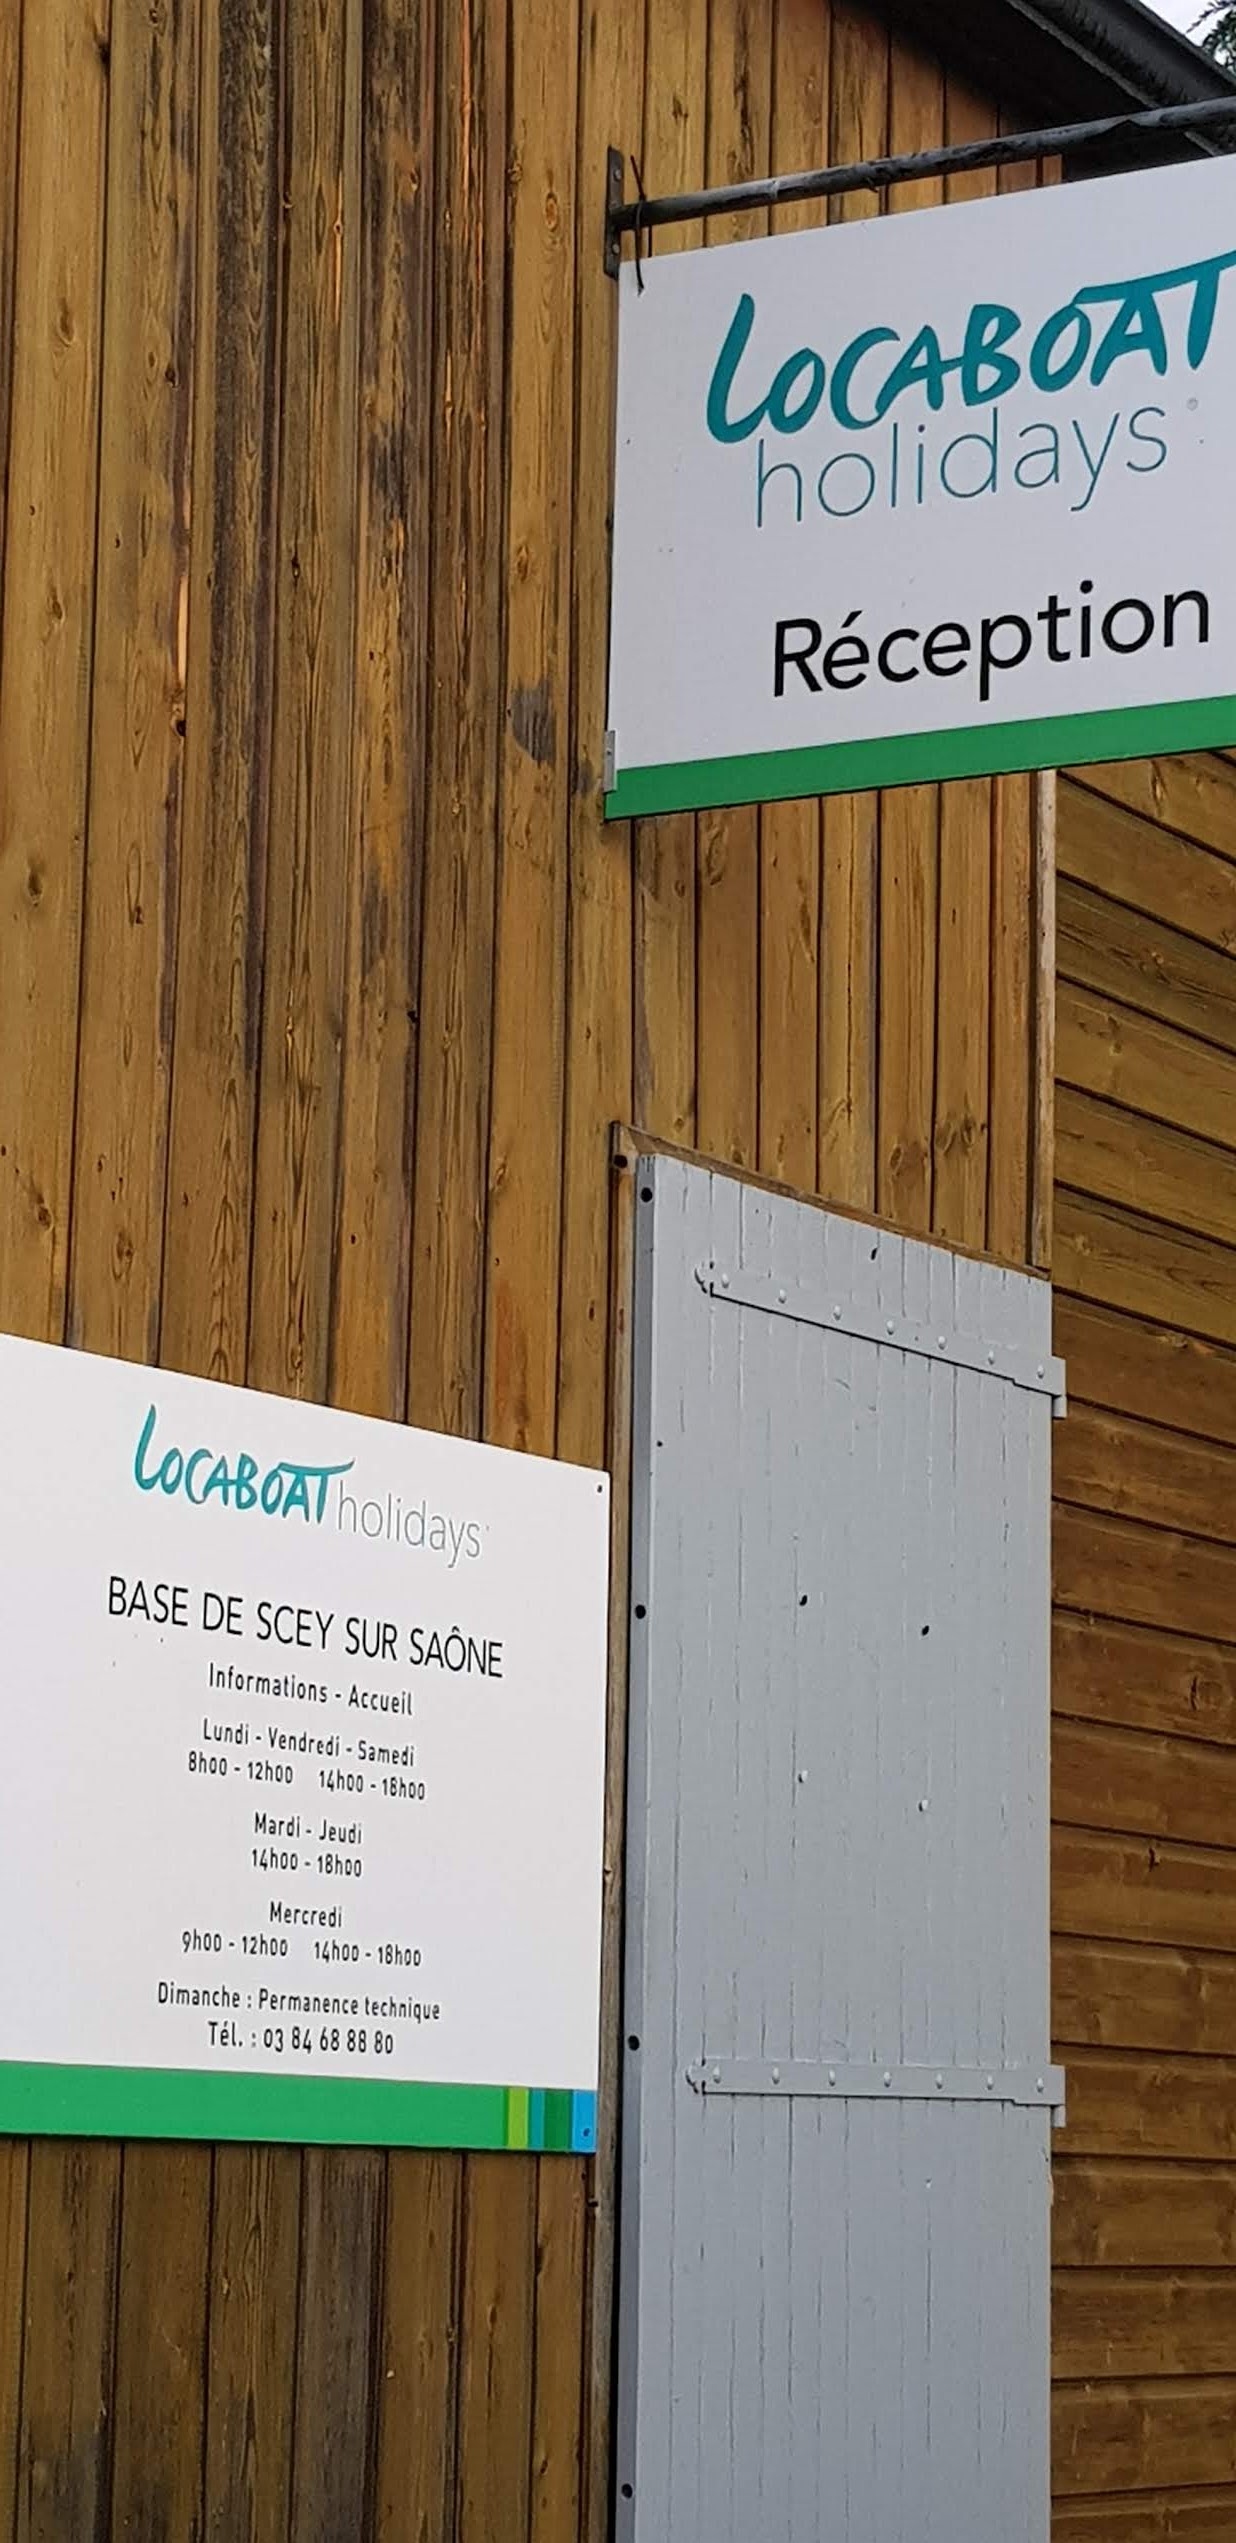 LOCABOAT
holidays
Réception
LOCABOAT holidays
BASE DE SCEY SUR SAÔNE
Informations - Accueil
Lundi - Vendredi - Samedi
8h00 - 12h00 14h00 - 18h00
Mardi - Jeudi
14h00 - 18h00
Mercredi
9h00 - 12h00 14h00 - 18h00
Dimanche : Permanence technique
Tél. : 03 84 68 88 80